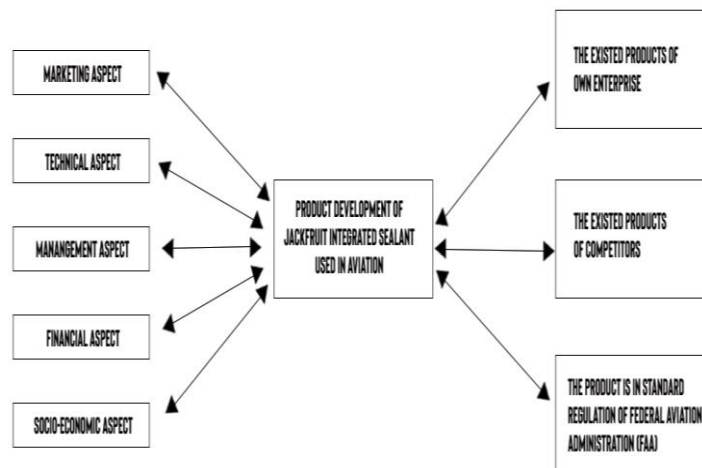 MARKETING ASPECT
TECHNICAL ASPECT
MANANGEMENT ASPECT
FINANCIAL ASPECT
SOCIO-ECONOMIC ASPECT
PRODUCT DEVELOPMENT OF
JACKFRUIT INTEGRATED SEALANT
USED IN AVIATION
THE EXISTED PRODUCTS OF
OWN ENTERPRISE
THE EXISTED PRODUCTS
OF COMPETITORS
THE PRODUCT IS IN STANDARD
REGULATION OF FEDERAL AVIATION
ADMINISTRATION (FAA)